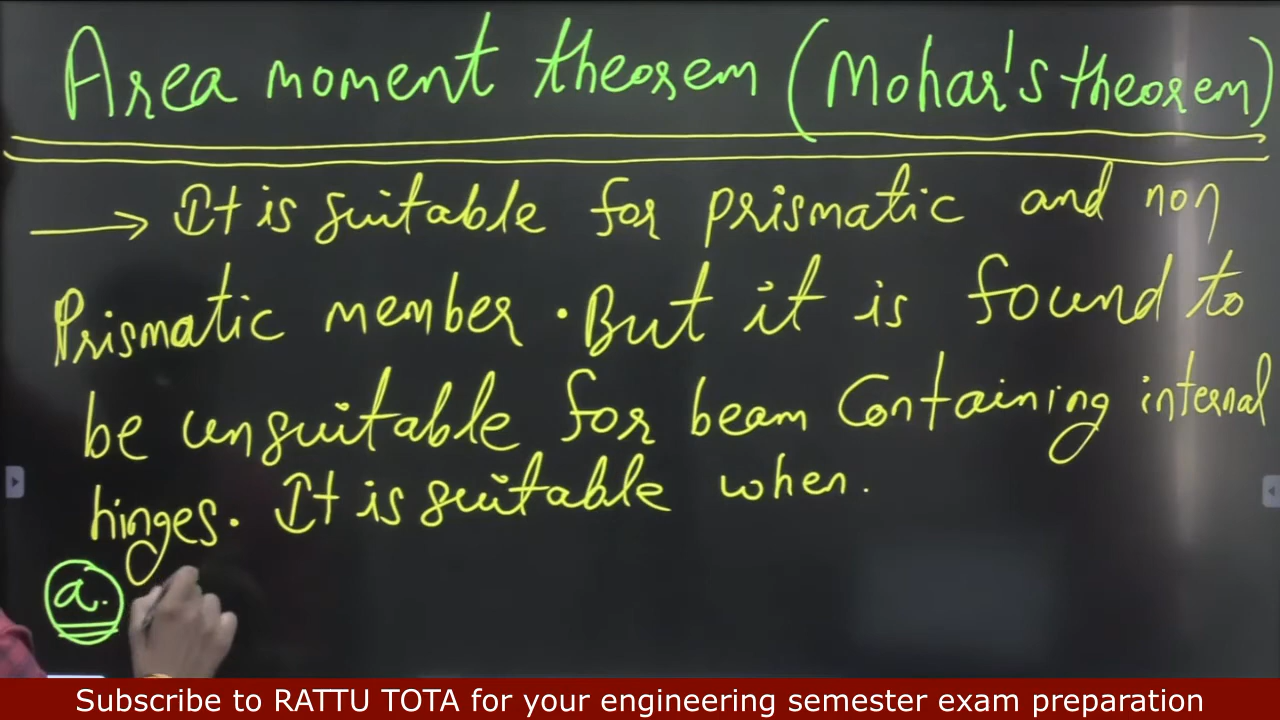 Area moment theorem (Mohar's theorem)
→ It is suitable for prismatic and non
Prismatic member. But it is found to
be unsuitable for beam Containing internal
hinges. It is suitable when.
a.
Subscribe to RATTU TOTA for your engineering semester exam preparation